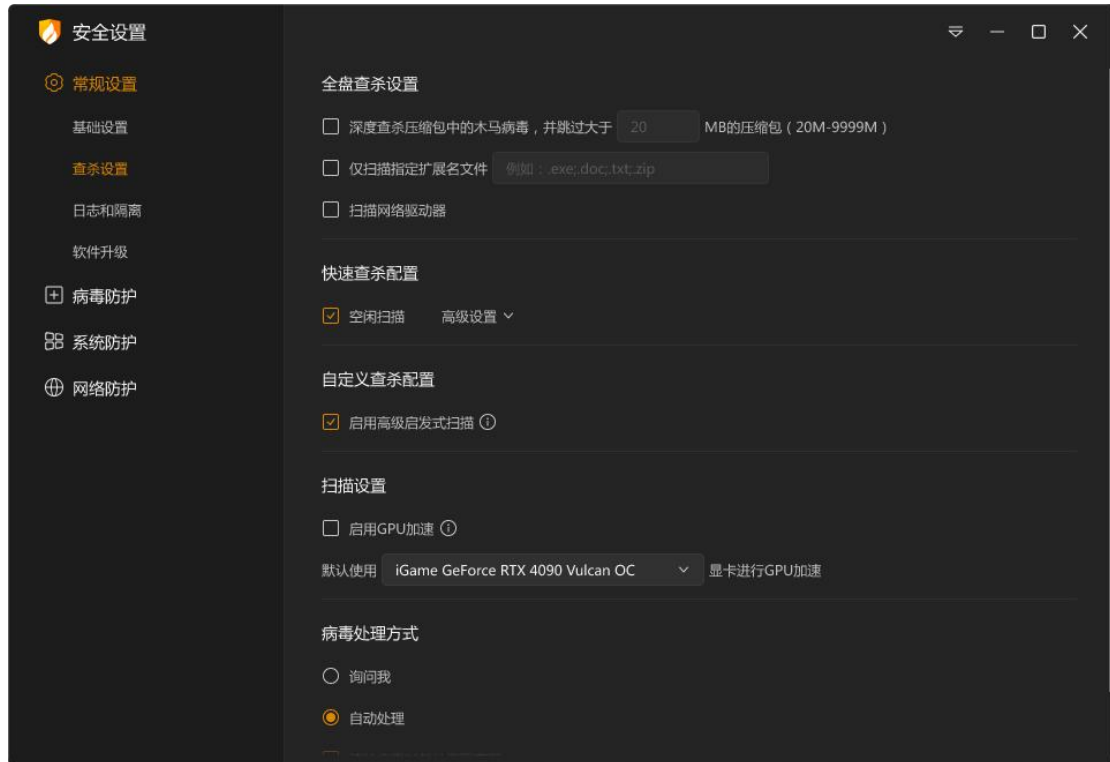 安全设置
常规设置
基础设置
查杀设置
日志和隔离
软件升级
病毒防护
系统防护
网络防护
全盘查杀设置
深度查杀压缩包中的木马病毒，并跳过大于 20 MB的压缩包（20M-9999M）
仅扫描指定扩展名文件 例如：.exe;.doc;.txt;.zip
扫描网络驱动器
快速查杀配置
空闲扫描 高级设置
自定义查杀配置
启用高级启发式扫描
扫描设置
启用GPU加速
默认使用 iGame GeForce RTX 4090 Vulcan OC 显卡进行GPU加速
病毒处理方式
询问我
自动处理